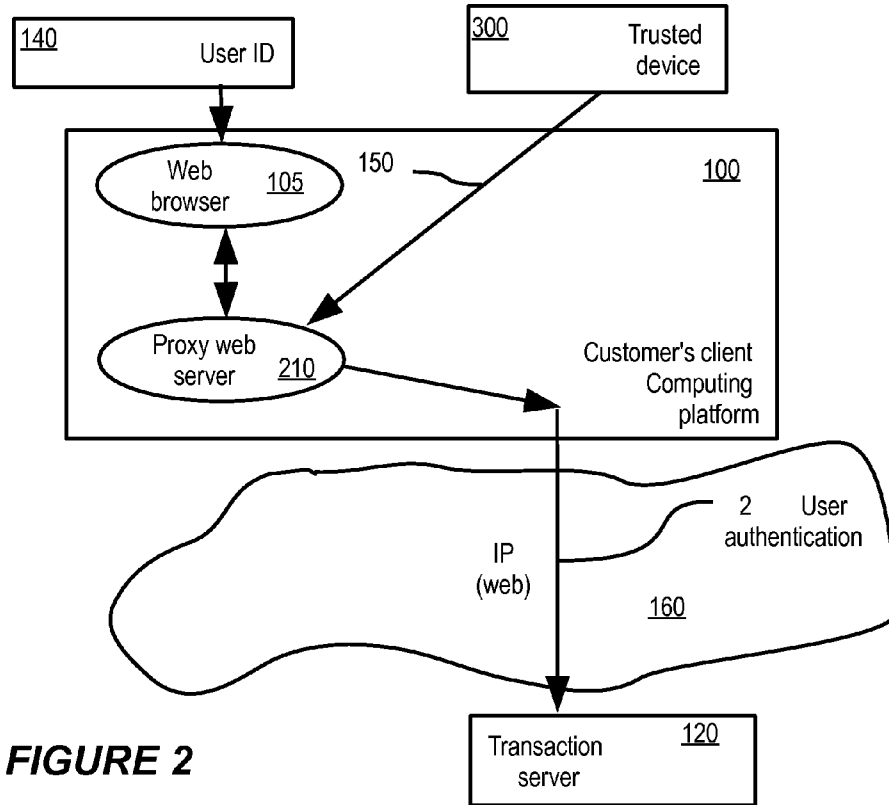 140
User ID
300
Trusted
device
Web
browser
105
150
100
Proxy web
server
210
Customer's client
Computing
platform
2 User
authentication
IP
(web)
160
Transaction
server
120
FIGURE 2